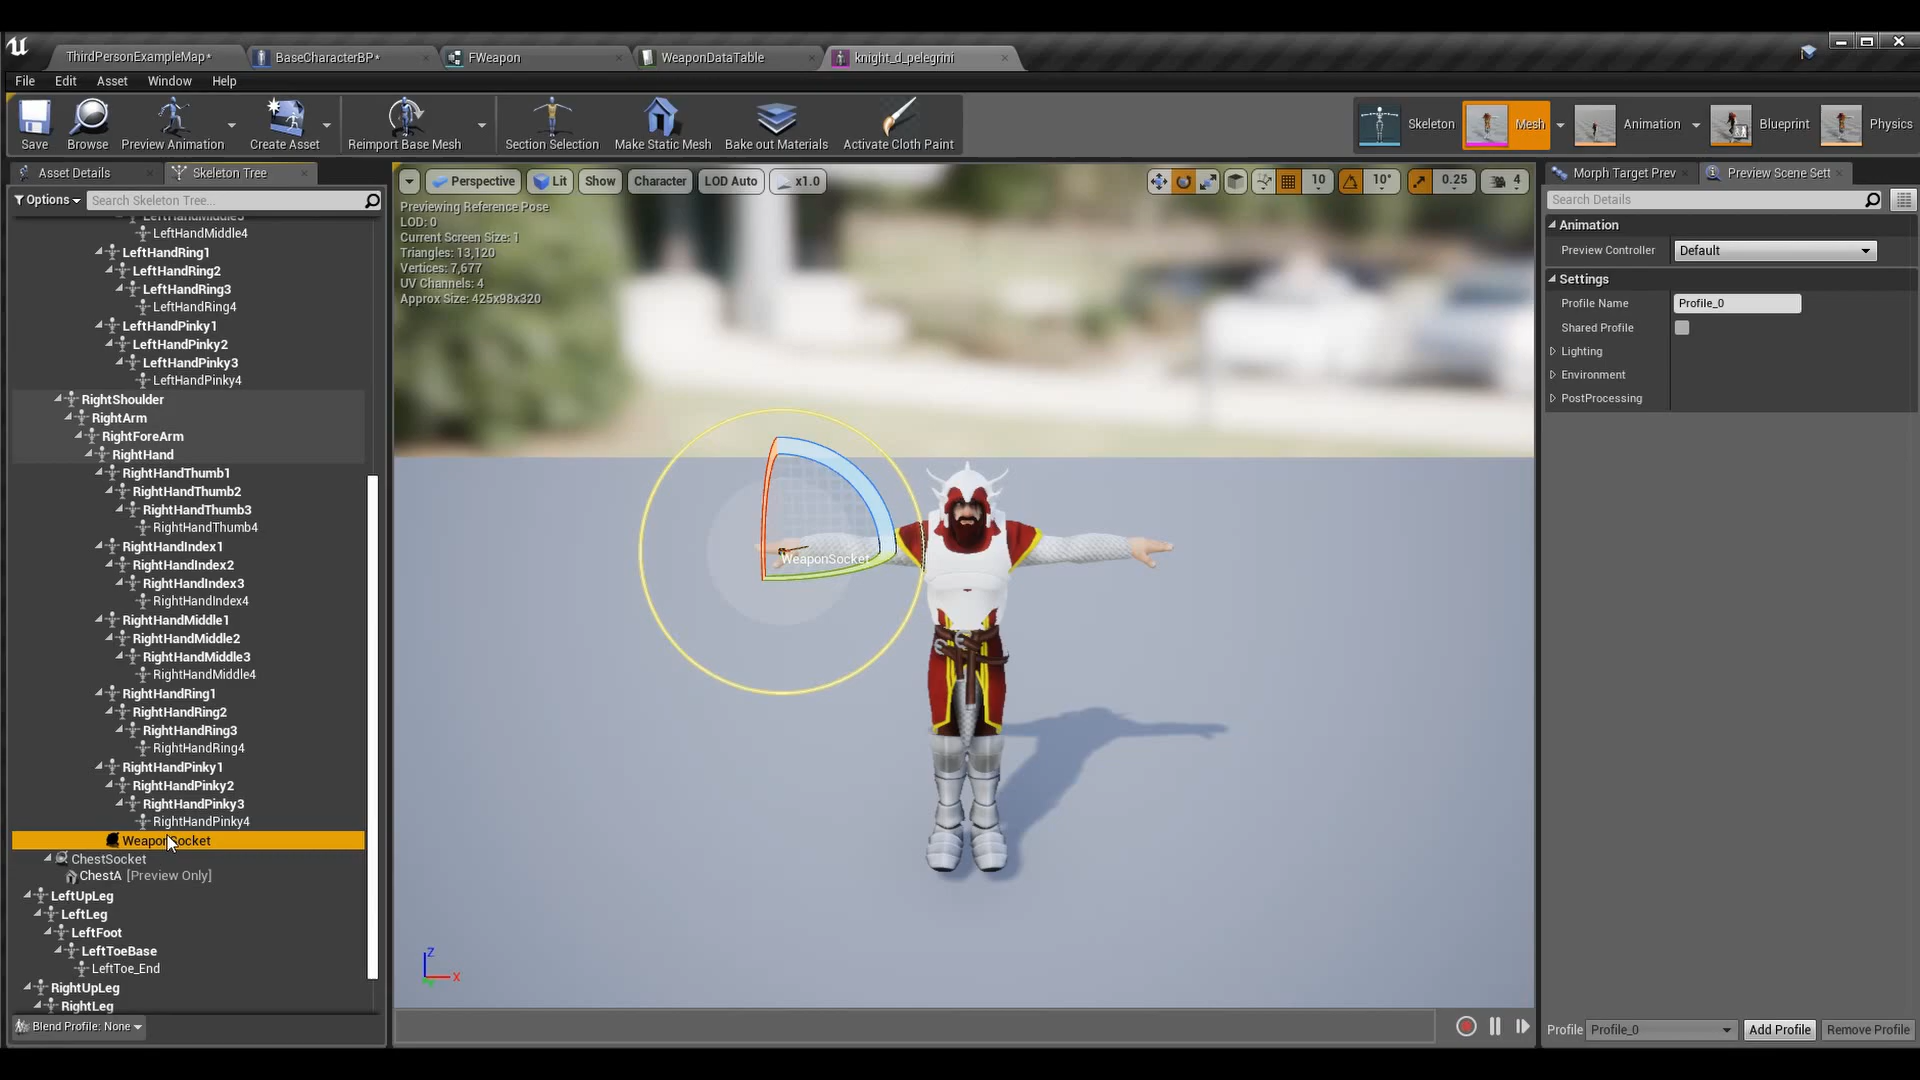 ThirdPersonExampleMap*
BaseCharacterBP*
FWeapon
WeaponDataTable
knight_d_pelegrini
File Edit Asset Window Help
Save
Browse
Preview Animation
Create Asset
Reimport Base Mesh
Section Selection
Make Static Mesh
Bake out Materials
Activate Cloth Paint
Skeleton
Mesh
Animation
Blueprint
Physics
Asset Details
Skeleton Tree
Options
Search Skeleton Tree...
LeftHandMiddle3
LeftHandMiddle4
LeftHandRing1
LeftHandRing2
LeftHandRing3
LeftHandRing4
LeftHandPinky1
LeftHandPinky2
LeftHandPinky3
LeftHandPinky4
RightShoulder
RightArm
RightForeArm
RightHand
RightHandThumb1
RightHandThumb2
RightHandThumb3
RightHandThumb4
RightHandIndex1
RightHandIndex2
RightHandIndex3
RightHandIndex4
RightHandMiddle1
RightHandMiddle2
RightHandMiddle3
RightHandMiddle4
RightHandRing1
RightHandRing2
RightHandRing3
RightHandRing4
RightHandPinky1
RightHandPinky2
RightHandPinky3
RightHandPinky4
WeaponSocket
ChestSocket
ChestA [Preview Only]
LeftUpLeg
LeftLeg
LeftFoot
LeftToeBase
LeftToe_End
RightUpLeg
RightLeg
Blend Profile: None
Perspective
Lit
Show
Character
LOD Auto
x1.0
10
10°
0.25
4
Previewing Reference Pose
LOD: 0
Current Screen Size: 1
Triangles: 13,120
Vertices: 7,677
UV Channels: 4
Approx Size: 425x98x320
WeaponSocket
Z
X
Morph Target Prev
Preview Scene Sett
Search Details
Animation
Preview Controller
Default
Settings
Profile Name
Profile_0
Shared Profile
Lighting
Environment
PostProcessing
Profile
Profile_0
Add Profile
Remove Profile